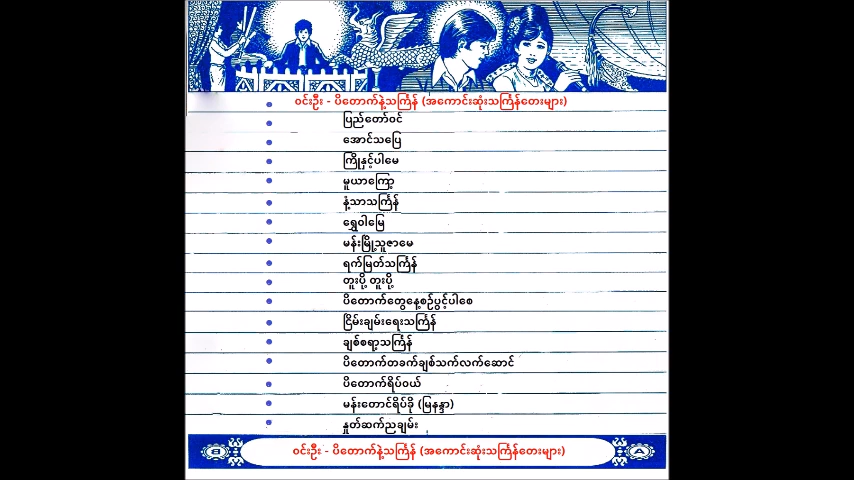 ဝင်းဦး - ပိတောက်နဲ့သင်္ကြန် (အကောင်းဆုံးသင်္ကြန်တေးများ)
ပြည်တော်ဝင်
အောင်သပြေ
ကြိုနှင့်ပါမေ
မူယာကြော့
နံ့သာသင်္ကြန်
ရွှေဝါမြေ
မန်းမြို့သူဇာမေ
ရက်မြတ်သင်္ကြန်
တူးပို့ တူးပို့
ပိတောက်တွေနေ့စဉ်ပွင့်ပါစေ
ငြိမ်းချမ်းရေးသင်္ကြန်
ချစ်စရာ့သင်္ကြန်
ပိတောက်တခက်ချစ်သက်လက်ဆောင်
ပိတောက်ရိပ်ဝယ်
မန်းတောင်ရိပ်ခို (မြနန္ဒာ)
နှုတ်ဆက်ညချမ်း
B ဝင်းဦး - ပိတောက်နဲ့သင်္ကြန် (အကောင်းဆုံးသင်္ကြန်တေးများ) A